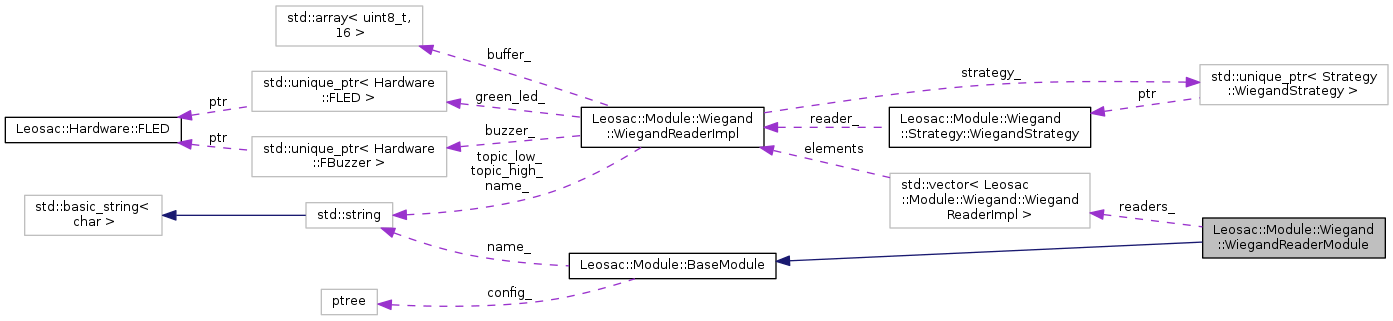 std::array< uint8_t,
16 >
buffer_
std::unique_ptr< Hardware
::FLED >
green_led_
ptr
Leosac::Hardware::FLED
ptr
std::unique_ptr< Hardware
::FBuzzer >
buzzer_
topic_low_
topic_high_
name_
std::basic_string<
char >
std::string
name_
Leosac::Module::BaseModule
ptree
config_
Leosac::Module::Wiegand
::WiegandReaderImpl
strategy_
reader_
elements
Leosac::Module::Wiegand
::Strategy::WiegandStrategy
ptr
std::unique_ptr< Strategy
::WiegandStrategy >
std::vector< Leosac
::Module::Wiegand::Wiegand
ReaderImpl >
readers_
Leosac::Module::Wiegand
::WiegandReaderModule